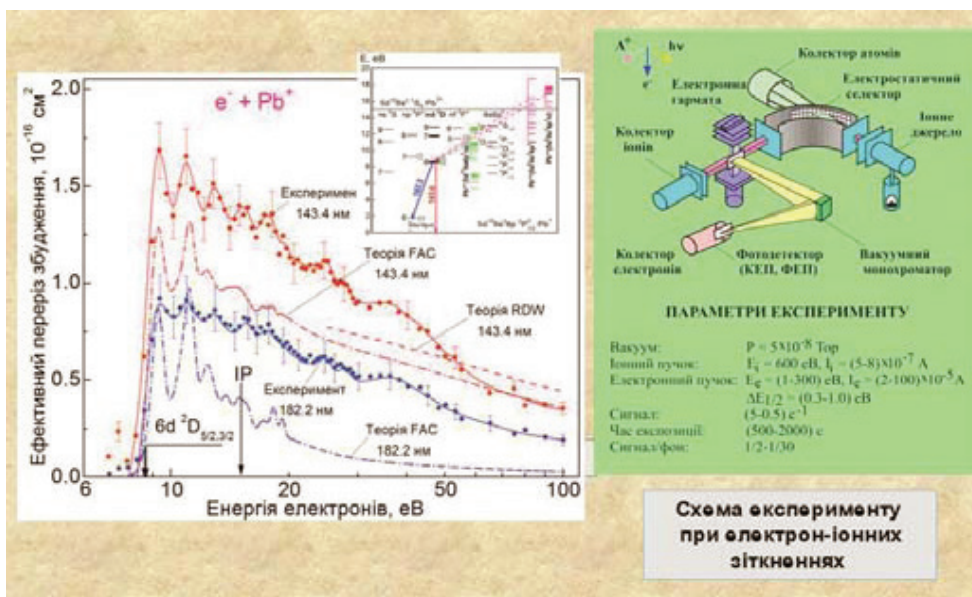 Ефективний переріз збудження, 10⁻¹⁶ см²
2.0
1.5
1.0
0.5
0.0
e⁻ + Pb⁺
E, eB
Експеримен
143.4 нм
Теорія FAC
143.4 нм
Теорія RDW
143.4 нм
IP
Експеримент
182.2 нм
6d ²D₅/₂,₃/₂
Теорія FAC
182.2 нм
6
10
20
50
100
Енергія електронів, еВ
A⁺
hν
e⁻
Колектор атомів
Електронна
гармата
Електростатичний
селектор
Колектор
іонів
Іонне
джерело
Колектор
електронів
Фотодетектор
(КЕП, ФЕП)
Вакуумний
монохроматор
ПАРАМЕТРИ ЕКСПЕРИМЕНТУ
Вакуум: P = 5X10⁻⁸ Тор
Іонний пучок: Eᵢ = 600 eB, Iᵢ = (5-8)X10⁻⁷ A
Електронний пучок: Eₑ = (1-300) eB, Iₑ = (2-100)X10⁻⁵A
ΔE₁/₂ = (0.3-1.0) eB
Сигнал: (5-0.5) c⁻¹
Час експозиції: (500-2000) c
Сигнал/фон: 1/2-1/30
Схема експерименту
при електрон-іонних
зіткненнях